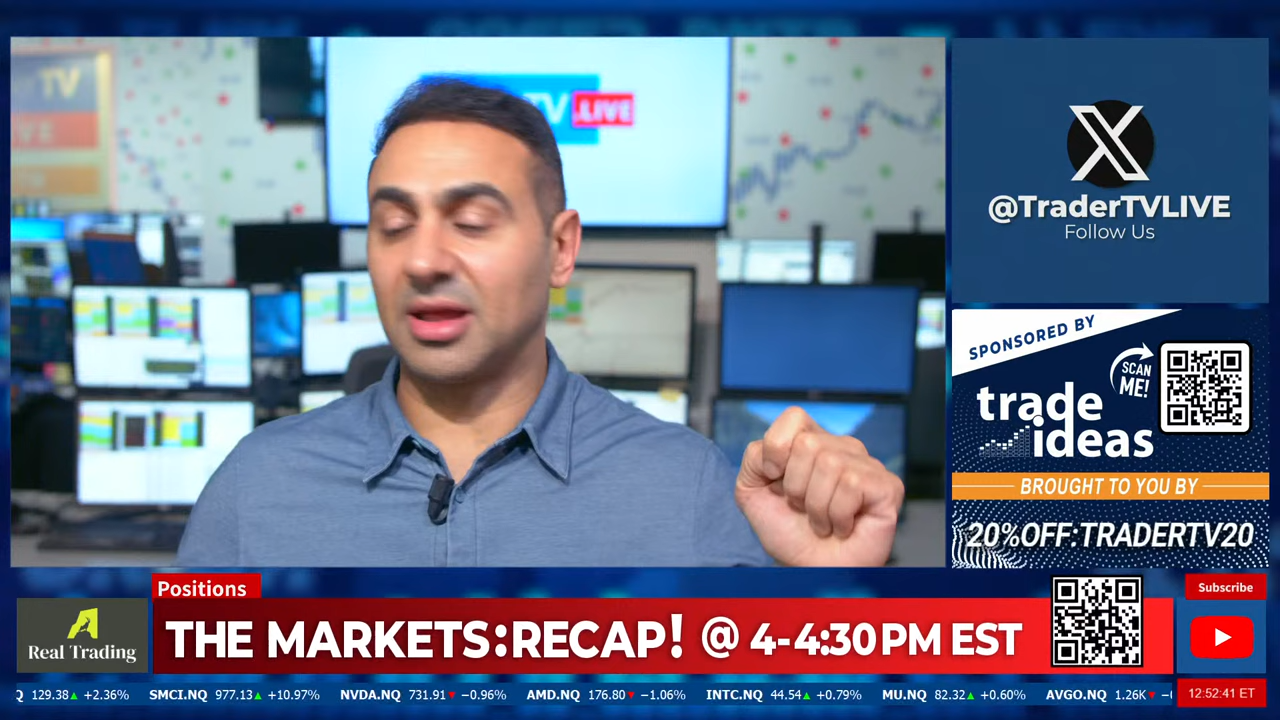 TV
.LIVE
TV
@TraderTVLIVE
Follow Us
SPONSORED BY
SCAN
ME!
trade
ideas
BROUGHT TO YOU BY
20%OFF:TRADERTV20
Positions
THE MARKETS:RECAP! @ 4-4:30 PM EST
Real Trading
Subscribe
Q 129.38▲ +2.36% SMCI.NQ 977.13▲ +10.97% NVDA.NQ 731.91▼ −0.96% AMD.NQ 176.80▼ −1.06% INTC.NQ 44.54▲ +0.79% MU.NQ 82.32▲ +0.60% AVGO.NQ 1.26K▼
12:52:41 ET